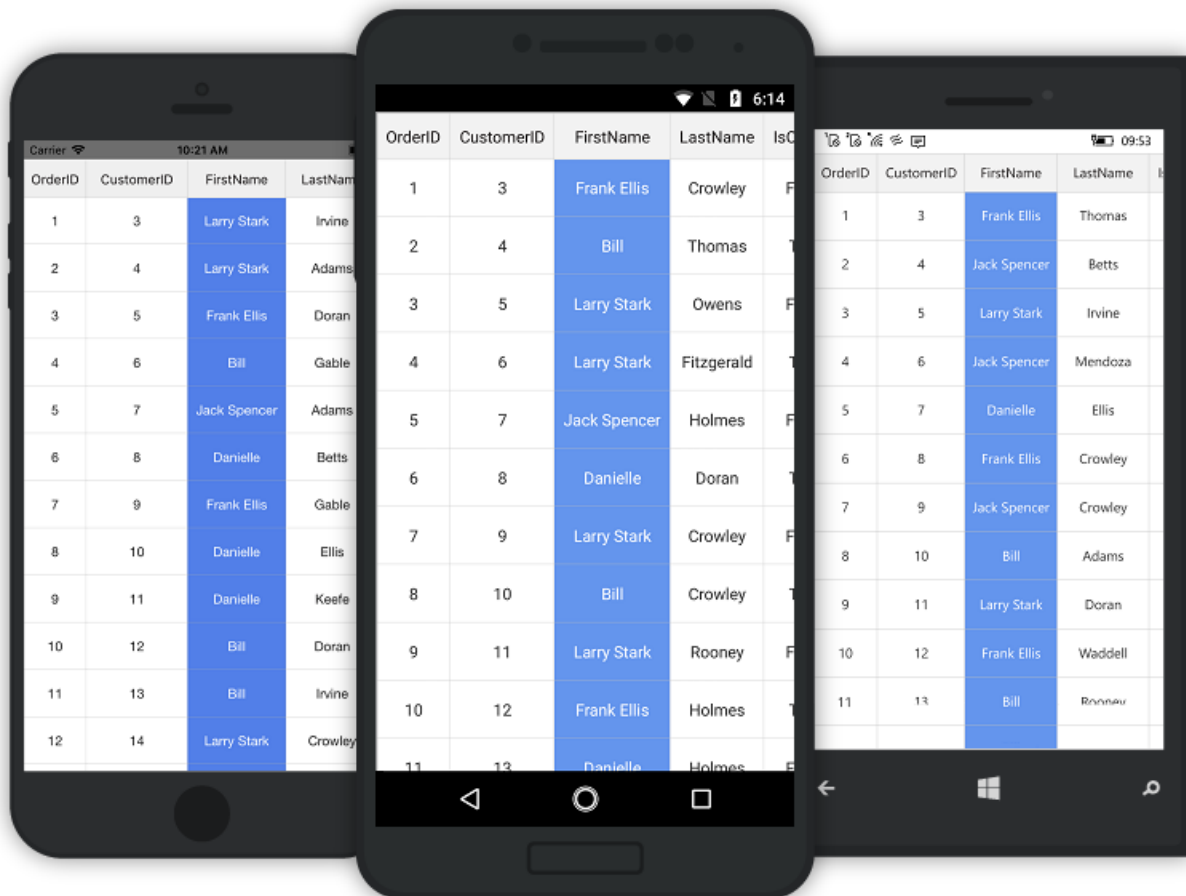 Carrier 10:21 AM
OrderID CustomerID FirstName LastNam
1 3 Larry Stark Irvine
2 4 Larry Stark Adams
3 5 Frank Ellis Doran
4 6 Bill Gable
5 7 Jack Spencer Adams
6 8 Danielle Betts
7 9 Frank Ellis Gable
8 10 Danielle Ellis
9 11 Danielle Keefe
10 12 Bill Doran
11 13 Bill Irvine
12 14 Larry Stark Crowley
6:14
OrderID CustomerID FirstName LastName IsC
1 3 Frank Ellis Crowley F
2 4 Bill Thomas T
3 5 Larry Stark Owens F
4 6 Larry Stark Fitzgerald T
5 7 Jack Spencer Holmes F
6 8 Danielle Doran T
7 9 Larry Stark Crowley F
8 10 Bill Crowley T
9 11 Larry Stark Rooney F
10 12 Frank Ellis Holmes T
11 13 Danielle Holmes F
09:53
OrderID CustomerID FirstName LastName Is
1 3 Frank Ellis Thomas
2 4 Jack Spencer Betts
3 5 Larry Stark Irvine
4 6 Jack Spencer Mendoza
5 7 Danielle Ellis
6 8 Frank Ellis Crowley
7 9 Jack Spencer Crowley
8 10 Bill Adams
9 11 Larry Stark Doran
10 12 Frank Ellis Waddell
11 13 Bill Rooney